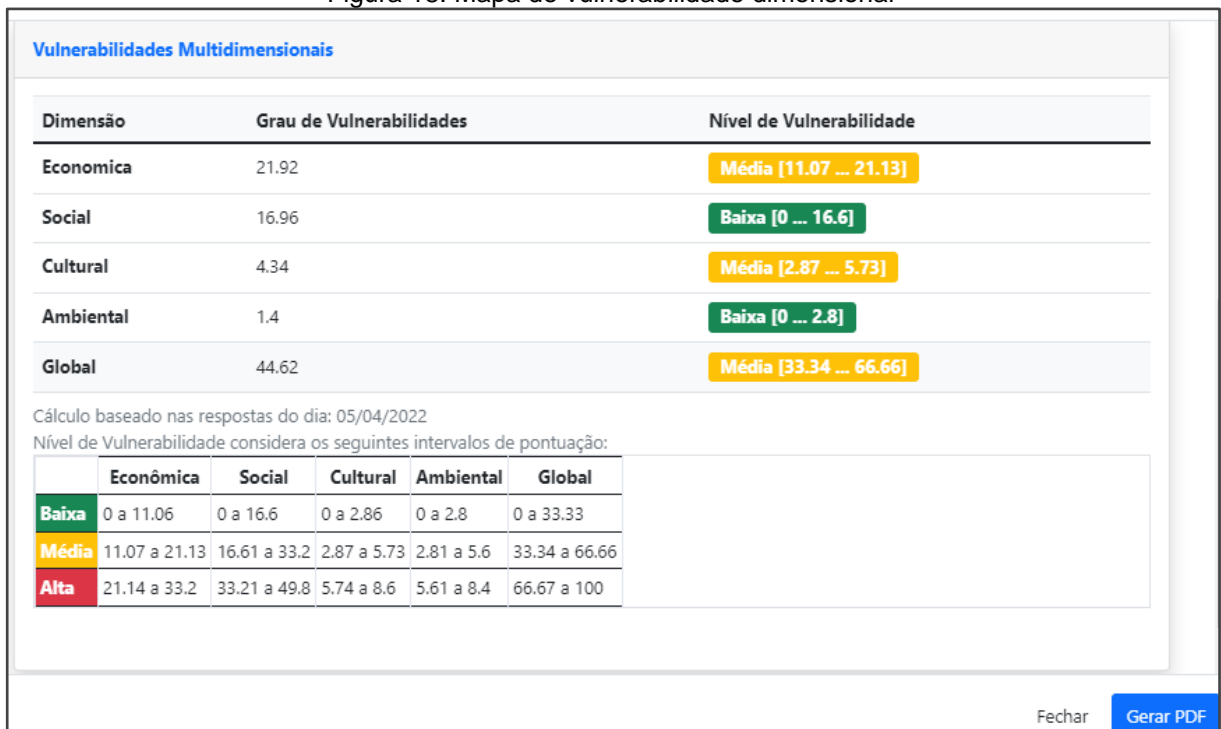 Figura 18: Mapa de vulnerabilidade dimensional
Vulnerabilidades Multidimensionais
Dimensão Grau de Vulnerabilidades Nível de Vulnerabilidade
Economica 21.92 Média [11.07 ... 21.13]
Social 16.96 Baixa [0 ... 16.6]
Cultural 4.34 Média [2.87 ... 5.73]
Ambiental 1.4 Baixa [0 ... 2.8]
Global 44.62 Média [33.34 ... 66.66]
Cálculo baseado nas respostas do dia: 05/04/2022
Nível de Vulnerabilidade considera os seguintes intervalos de pontuação:
Econômica Social Cultural Ambiental Global
Baixa 0 a 11.06 0 a 16.6 0 a 2.86 0 a 2.8 0 a 33.33
Média 11.07 a 21.13 16.61 a 33.2 2.87 a 5.73 2.81 a 5.6 33.34 a 66.66
Alta 21.14 a 33.2 33.21 a 49.8 5.74 a 8.6 5.61 a 8.4 66.67 a 100
Fechar Gerar PDF